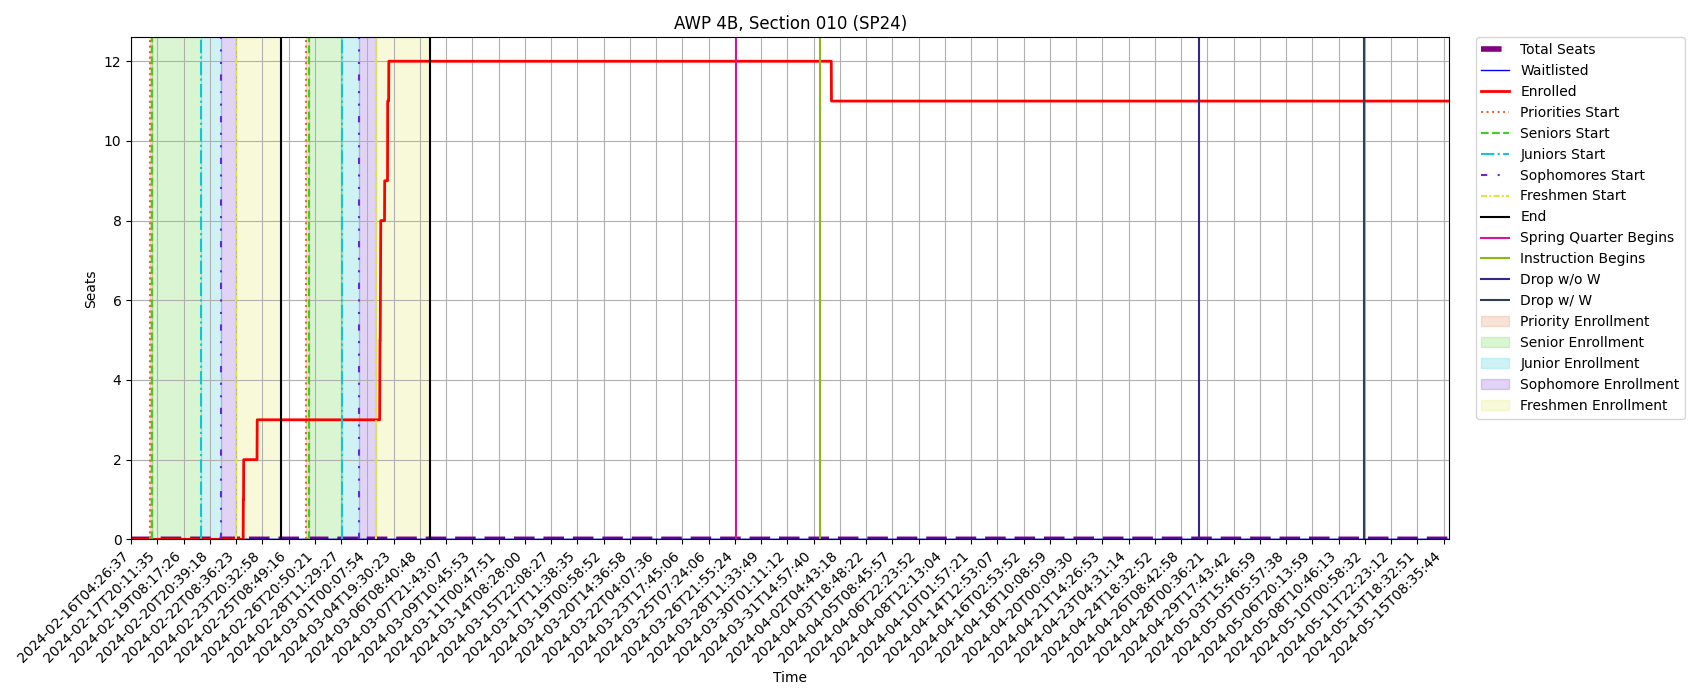 AWP 4B, Section 010 (SP24)
Seats
12
10
8
6
4
2
0
2024-02-16T04:26:37
2024-02-17T20:11:35
2024-02-19T08:17:26
2024-02-20T20:39:18
2024-02-22T08:36:23
2024-02-23T20:32:58
2024-02-25T08:49:16
2024-02-26T20:50:21
2024-02-28T11:29:27
2024-03-01T00:07:54
2024-03-04T19:30:23
2024-03-06T08:40:48
2024-03-07T21:43:07
2024-03-09T10:45:53
2024-03-11T00:47:51
2024-03-14T08:28:00
2024-03-15T22:08:27
2024-03-17T11:38:35
2024-03-19T00:58:52
2024-03-20T14:36:58
2024-03-22T04:07:36
2024-03-23T17:45:06
2024-03-25T07:24:06
2024-03-26T21:55:24
2024-03-28T11:33:49
2024-03-30T01:11:12
2024-03-31T14:57:40
2024-04-02T04:43:18
2024-04-03T18:48:22
2024-04-05T08:45:57
2024-04-06T22:23:52
2024-04-08T12:13:04
2024-04-10T01:57:21
2024-04-14T12:53:07
2024-04-16T02:53:52
2024-04-18T10:08:59
2024-04-20T00:09:30
2024-04-21T14:26:53
2024-04-23T04:31:14
2024-04-24T18:32:52
2024-04-26T08:42:58
2024-04-28T00:36:21
2024-04-29T17:43:42
2024-05-03T15:46:59
2024-05-05T05:57:38
2024-05-06T20:13:59
2024-05-08T10:46:13
2024-05-10T00:58:32
2024-05-11T22:23:12
2024-05-13T18:32:51
2024-05-15T08:35:44
Time
Total Seats
Waitlisted
Enrolled
Priorities Start
Seniors Start
Juniors Start
Sophomores Start
Freshmen Start
End
Spring Quarter Begins
Instruction Begins
Drop w/o W
Drop w/ W
Priority Enrollment
Senior Enrollment
Junior Enrollment
Sophomore Enrollment
Freshmen Enrollment